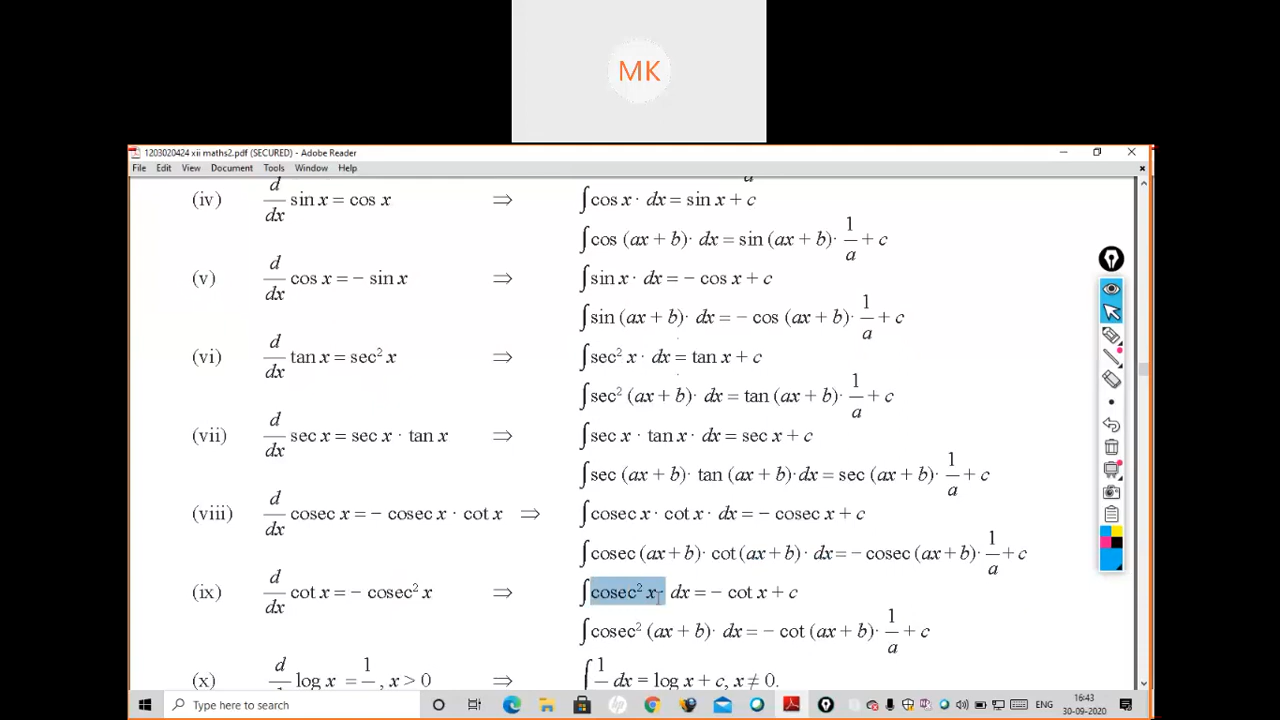 MK
1203020424 xii maths2.pdf (SECURED) - Adobe Reader
File Edit View Document Tools Window Help
(iv) d/dx sin x = cos x ⇒ ∫ cos x · dx = sin x + c
∫ cos (ax + b) · dx = sin (ax + b) · 1/a + c
(v) d/dx cos x = − sin x ⇒ ∫ sin x · dx = − cos x + c
∫ sin (ax + b) · dx = − cos (ax + b) · 1/a + c
(vi) d/dx tan x = sec² x ⇒ ∫ sec² x · dx = tan x + c
∫ sec² (ax + b) · dx = tan (ax + b) · 1/a + c
(vii) d/dx sec x = sec x · tan x ⇒ ∫ sec x · tan x · dx = sec x + c
∫ sec (ax + b) · tan (ax + b) · dx = sec (ax + b) · 1/a + c
(viii) d/dx cosec x = − cosec x · cot x ⇒ ∫ cosec x · cot x · dx = − cosec x + c
∫ cosec (ax + b) · cot (ax + b) · dx = − cosec (ax + b) · 1/a + c
(ix) d/dx cot x = − cosec² x ⇒ ∫ cosec² x · dx = − cot x + c
∫ cosec² (ax + b) · dx = − cot (ax + b) · 1/a + c
(x) d log x = 1 , x > 0 ⇒ ∫ 1 dx = log x + c, x ≠ 0.
Type here to search
ENG
16:43
30-09-2020